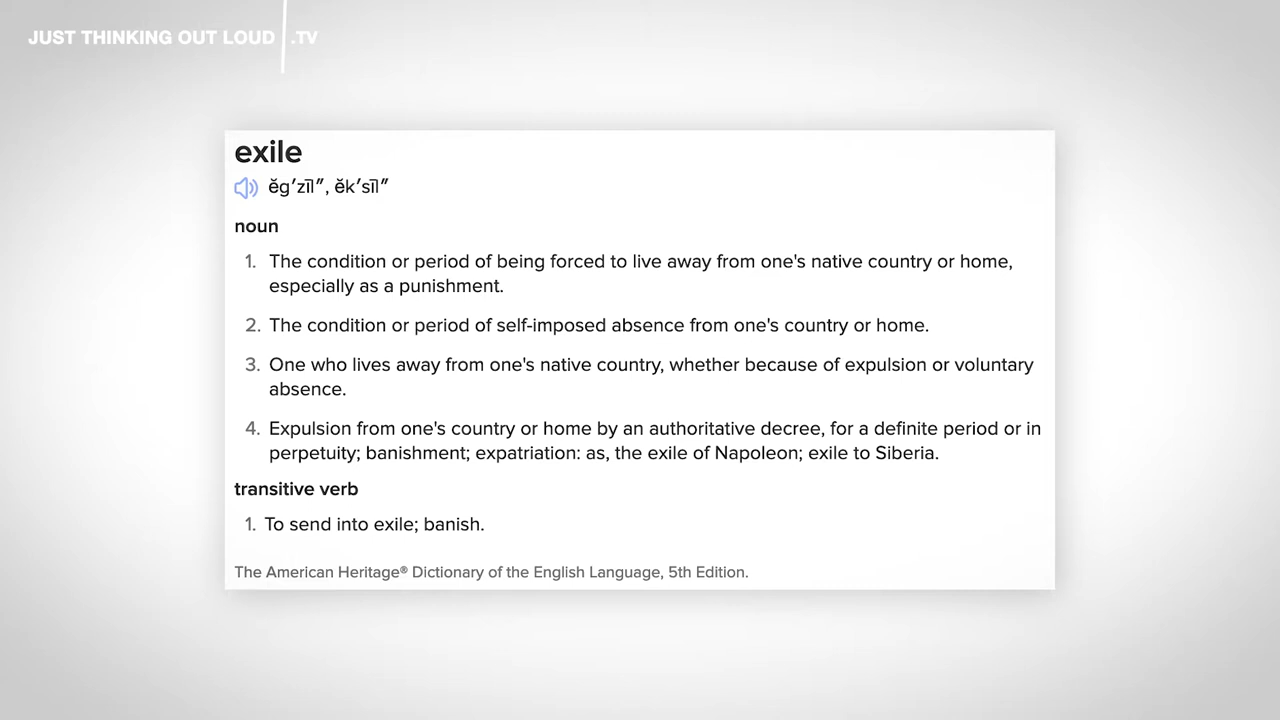 JUST THINKING OUT LOUD .TV
exile
ĕg′zīl″, ĕk′sīl″
noun
1. The condition or period of being forced to live away from one's native country or home,
especially as a punishment.
2. The condition or period of self-imposed absence from one's country or home.
3. One who lives away from one's native country, whether because of expulsion or voluntary
absence.
4. Expulsion from one's country or home by an authoritative decree, for a definite period or in
perpetuity; banishment; expatriation: as, the exile of Napoleon; exile to Siberia.
transitive verb
1. To send into exile; banish.
The American Heritage® Dictionary of the English Language, 5th Edition.